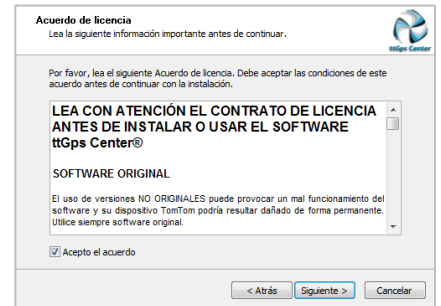 Acuerdo de licencia
Lea la siguiente información importante antes de continuar.
ttGps Center
Por favor, lea el siguiente Acuerdo de licencia. Debe aceptar las condiciones de este
acuerdo antes de continuar con la instalación.
LEA CON ATENCIÓN EL CONTRATO DE LICENCIA
ANTES DE INSTALAR O USAR EL SOFTWARE
ttGps Center®
SOFTWARE ORIGINAL
El uso de versiones NO ORIGINALES puede provocar un mal funcionamiento del
software y su dispositivo TomTom podría resultar dañado de forma permanente.
Utilice siempre software original.
Acepto el acuerdo
< Atrás Siguiente > Cancelar